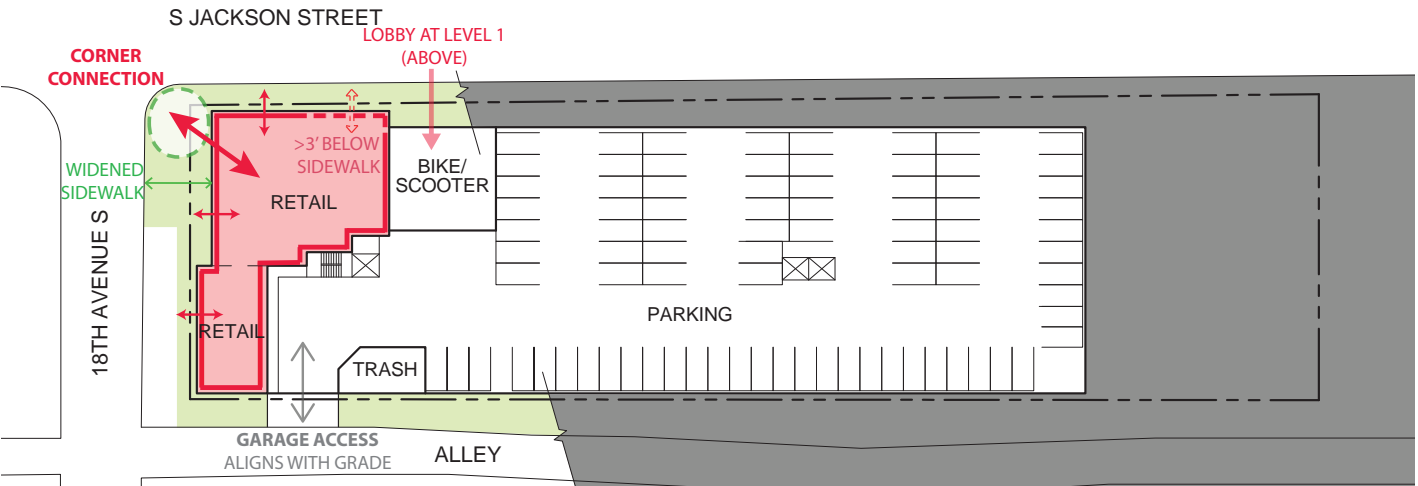 S JACKSON STREET
LOBBY AT LEVEL 1
(ABOVE)
CORNER
CONNECTION
>3' BELOW
SIDEWALK
WIDENED
SIDEWALK
BIKE/
SCOOTER
RETAIL
18TH AVENUE S
PARKING
RETAIL
TRASH
GARAGE ACCESS
ALIGNS WITH GRADE
ALLEY